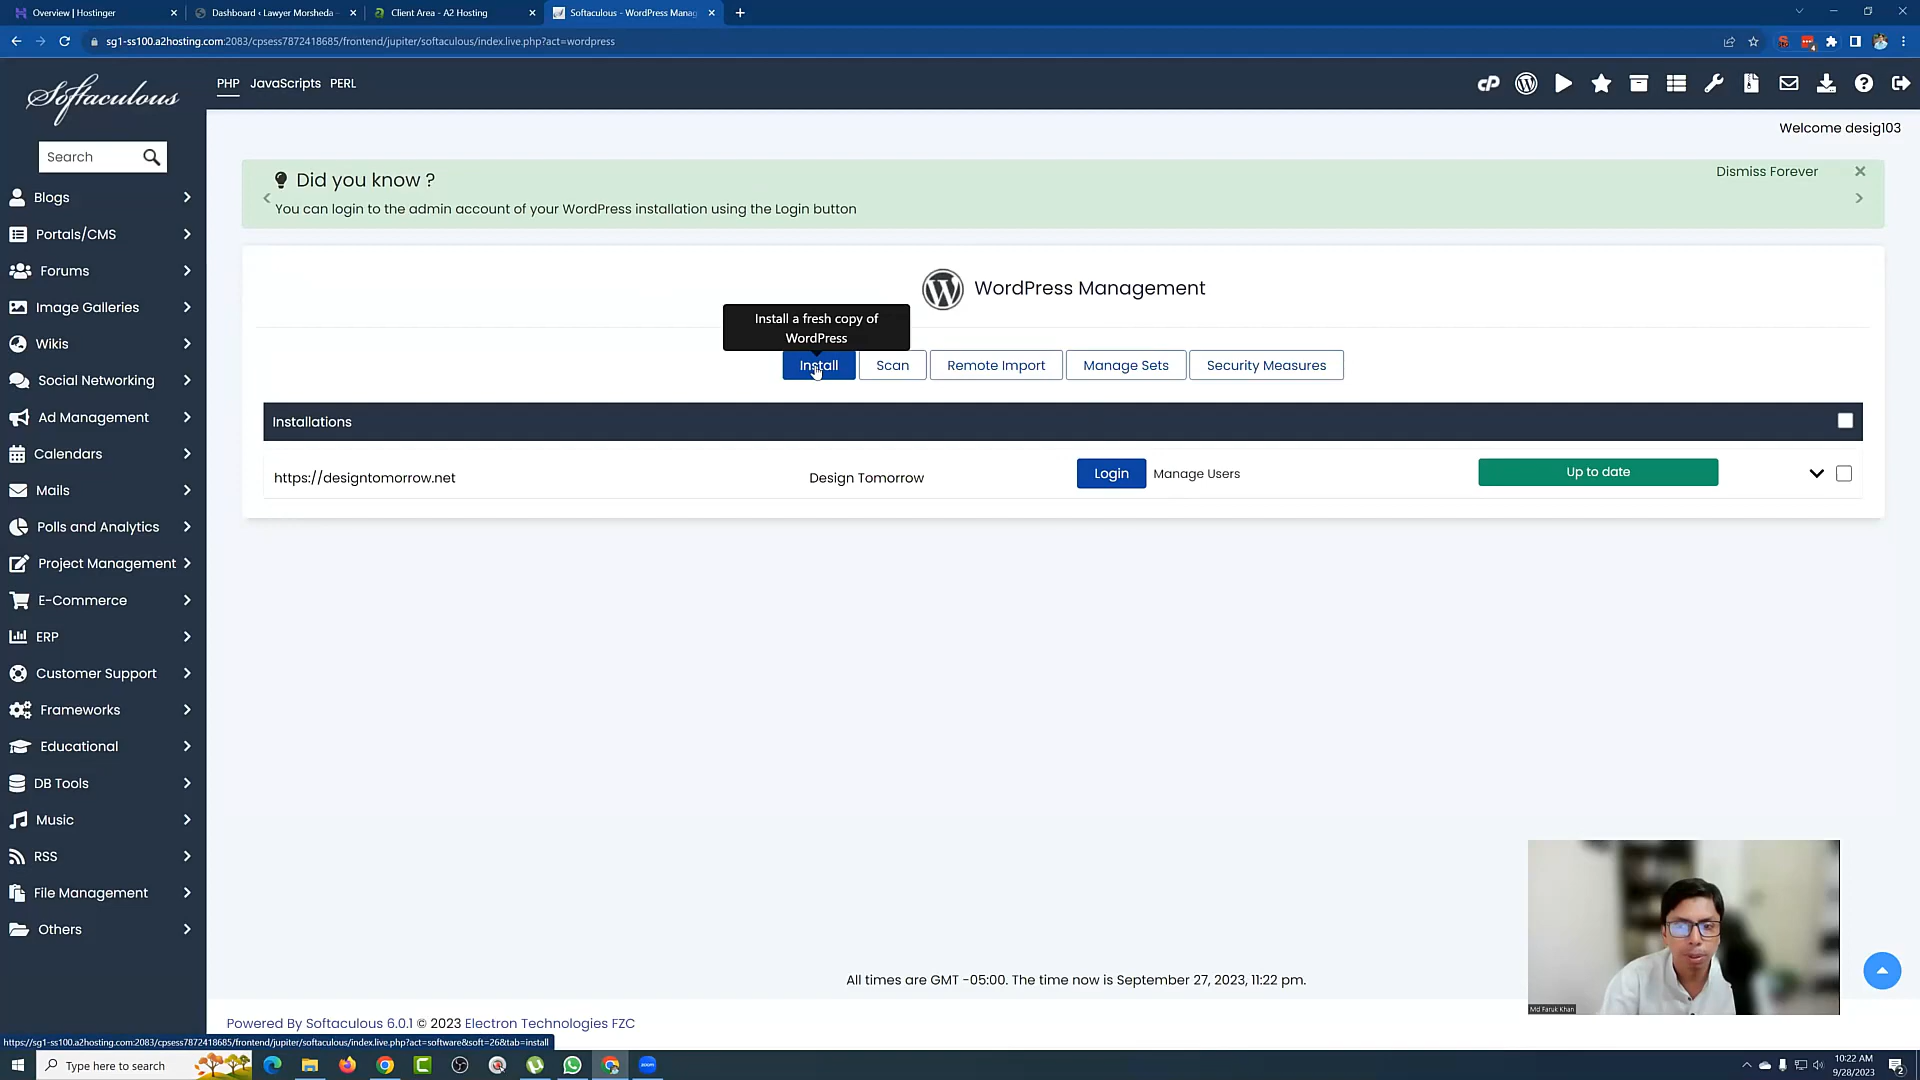 Overview | Hostinger
Dashboard ‹ Lawyer Morsheda
Client Area - A2 Hosting
Softaculous - WordPress Manag
sg1-ss100.a2hosting.com:2083/cpsess7872418685/frontend/jupiter/softaculous/index.live.php?act=wordpress
Softaculous
PHP JavaScripts PERL
Welcome desig103
Search
Did you know ?
Dismiss Forever
You can login to the admin account of your WordPress installation using the Login button
WordPress Management
Install a fresh copy of
WordPress
Install Scan Remote Import Manage Sets Security Measures
Installations
https://designtomorrow.net Design Tomorrow Login Manage Users Up to date
Blogs
Portals/CMS
Forums
Image Galleries
Wikis
Social Networking
Ad Management
Calendars
Mails
Polls and Analytics
Project Management
E-Commerce
ERP
Customer Support
Frameworks
Educational
DB Tools
Music
RSS
File Management
Others
All times are GMT -05:00. The time now is September 27, 2023, 11:22 pm.
Md Faruk Khan
Powered By Softaculous 6.0.1 © 2023 Electron Technologies FZC
https://sg1-ss100.a2hosting.com:2083/cpsess7872418685/frontend/jupiter/softaculous/index.live.php?act=software&soft=26&tab=install
Type here to search
zoom
10:22 AM
9/28/2023
2